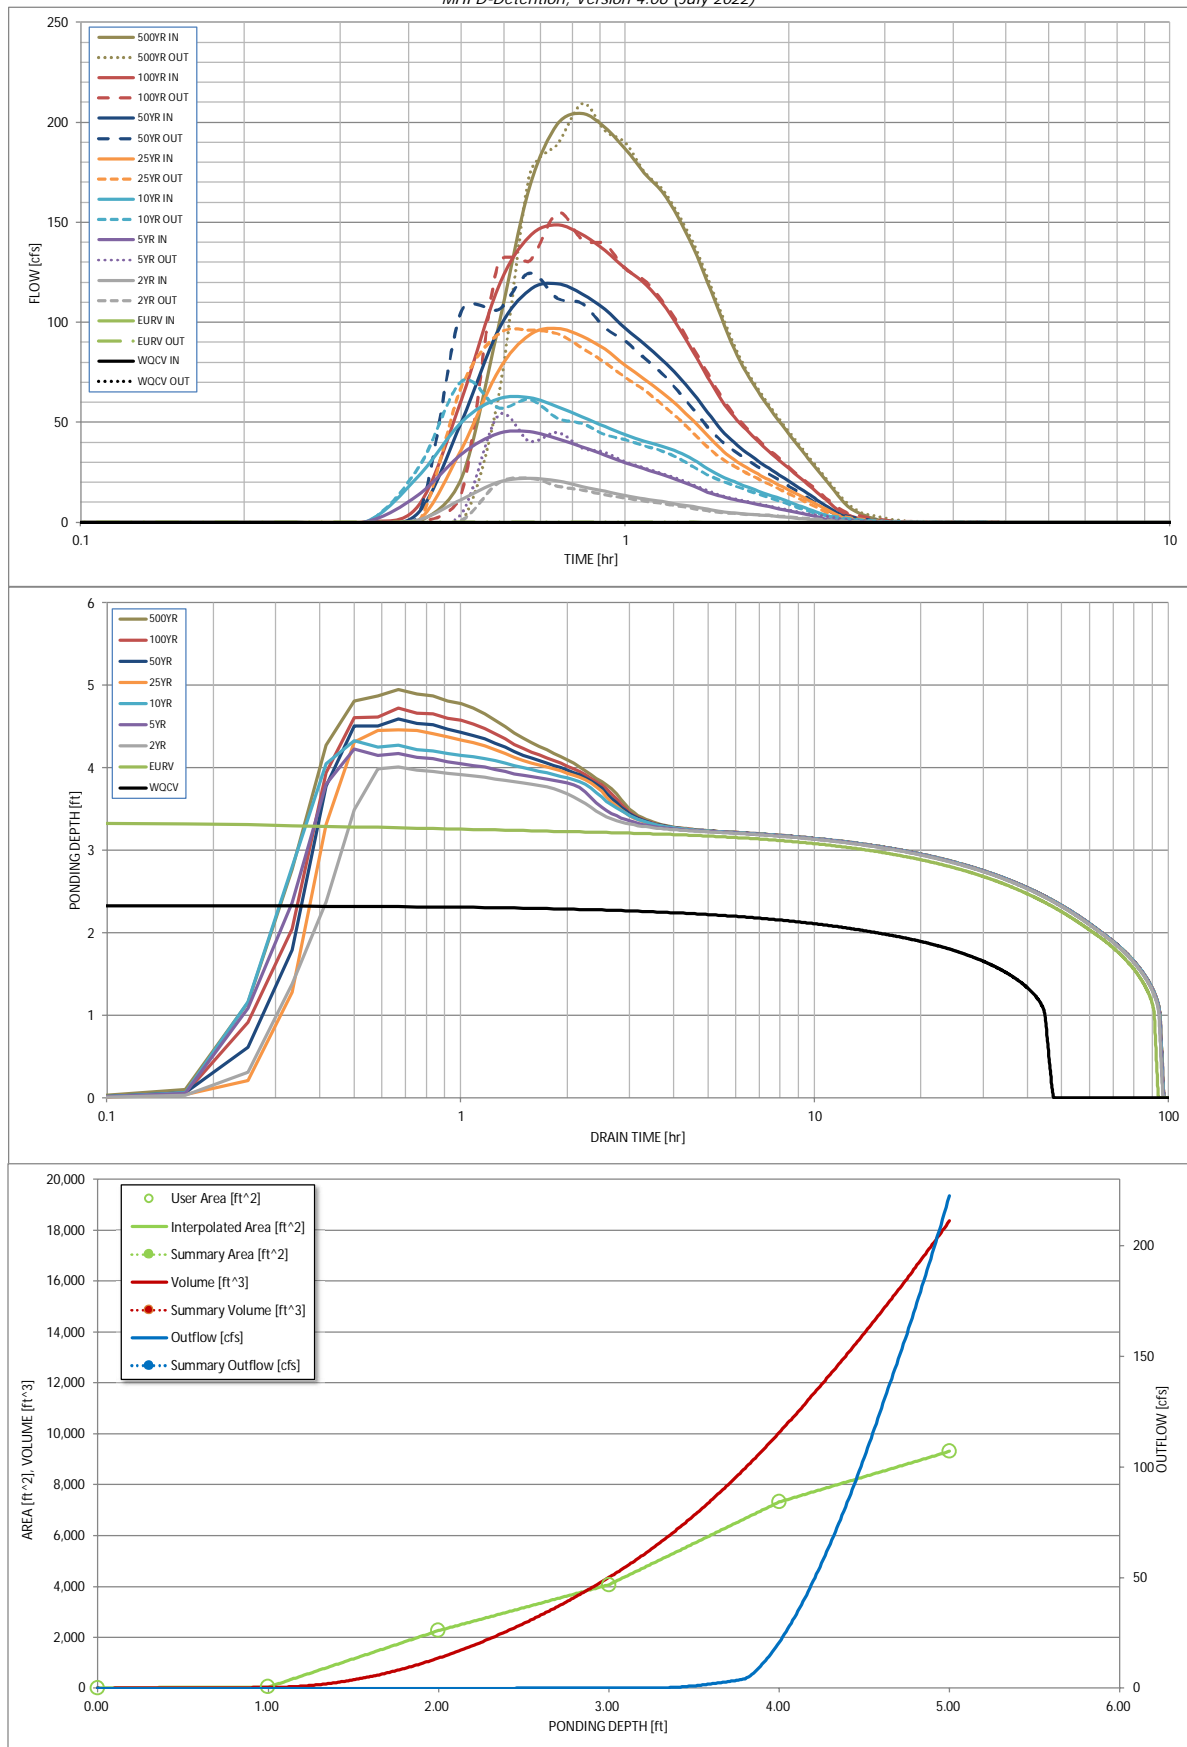 MHFD-Detention, Version 4.06 (July 2022)
250
200
150
100
50
0
FLOW [cfs]
500YR IN
500YR OUT
100YR IN
100YR OUT
50YR IN
50YR OUT
25YR IN
25YR OUT
10YR IN
10YR OUT
5YR IN
5YR OUT
2YR IN
2YR OUT
EURV IN
EURV OUT
WQCV IN
WQCV OUT
0.1
1
10
TIME [hr]
6
5
4
3
2
1
0
PONDING DEPTH [ft]
500YR
100YR
50YR
25YR
10YR
5YR
2YR
EURV
WQCV
0.1
1
10
100
DRAIN TIME [hr]
20,000
18,000
16,000
14,000
12,000
10,000
8,000
6,000
4,000
2,000
0
AREA [ft^2], VOLUME [ft^3]
User Area [ft^2]
Interpolated Area [ft^2]
Summary Area [ft^2]
Volume [ft^3]
Summary Volume [ft^3]
Outflow [cfs]
Summary Outflow [cfs]
200
150
100
50
0
OUTFLOW [cfs]
0.00
1.00
2.00
3.00
4.00
5.00
6.00
PONDING DEPTH [ft]